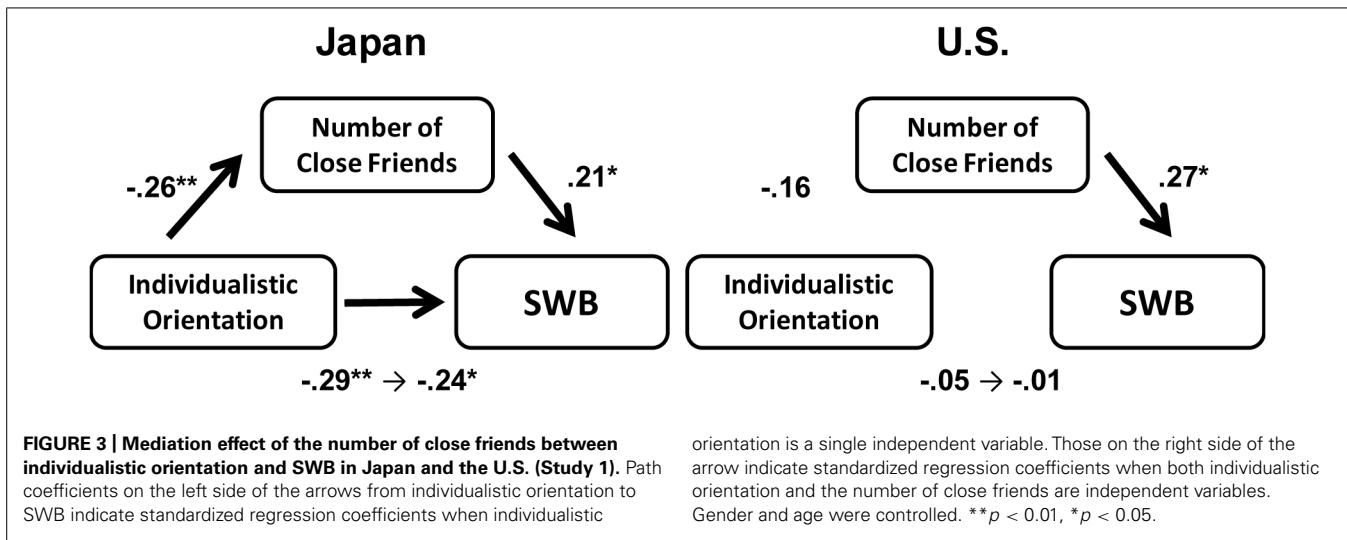 Japan
Number of
Close Friends
-.26**
.21*
Individualistic
Orientation
SWB
-.29** → -.24*
U.S.
Number of
Close Friends
-.16
.27*
Individualistic
Orientation
SWB
-.05 → -.01
FIGURE 3 | Mediation effect of the number of close friends between
individualistic orientation and SWB in Japan and the U.S. (Study 1). Path
coefficients on the left side of the arrows from individualistic orientation to
SWB indicate standardized regression coefficients when individualistic
orientation is a single independent variable. Those on the right side of the
arrow indicate standardized regression coefficients when both individualistic
orientation and the number of close friends are independent variables.
Gender and age were controlled. **p < 0.01, *p < 0.05.